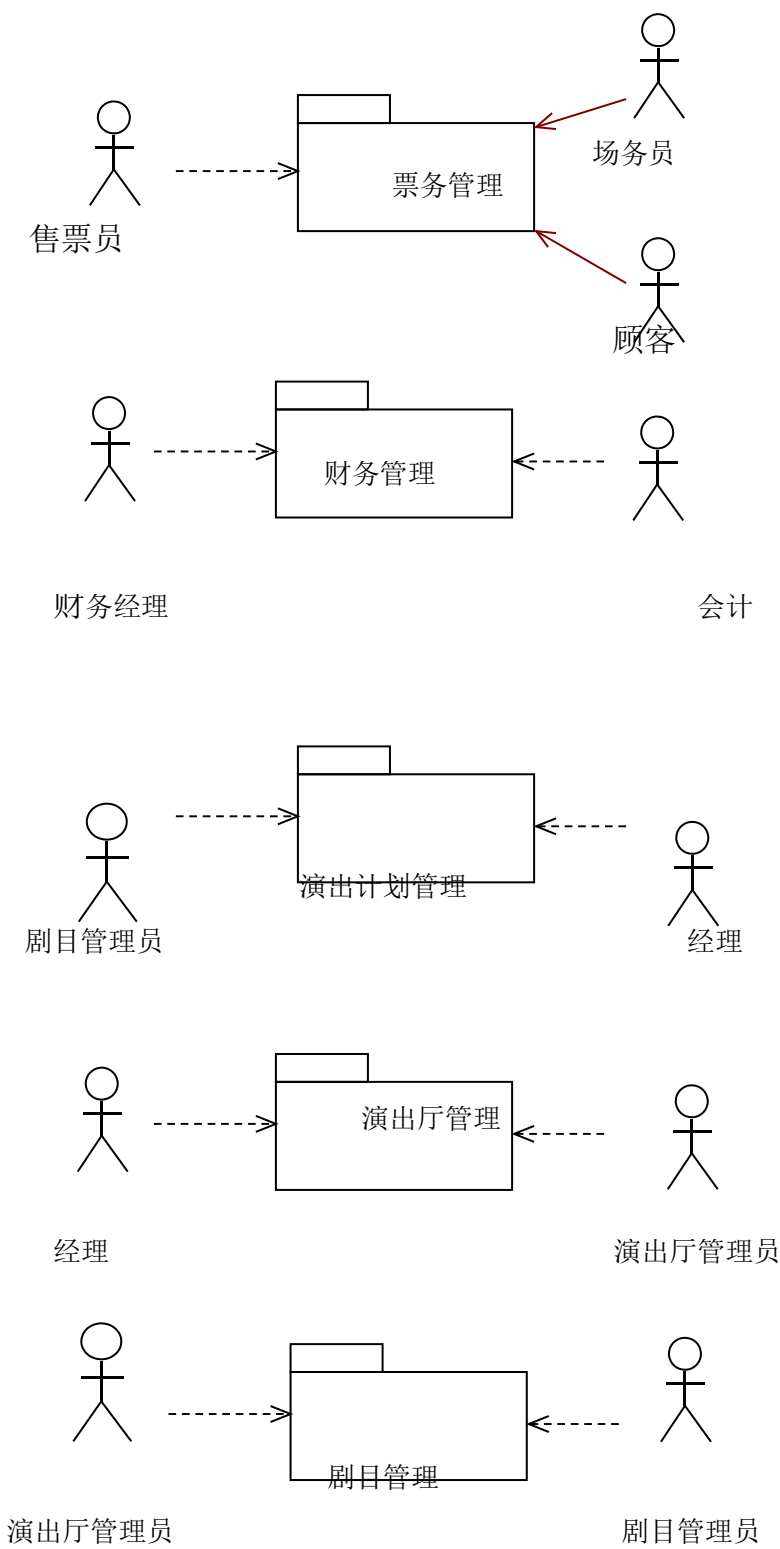 场务员
票务管理
售票员
顾客
财务管理
财务经理
会计
演出计划管理
剧目管理员
经理
演出厅管理
经理
演出厅管理员
剧目管理
演出厅管理员
剧目管理员